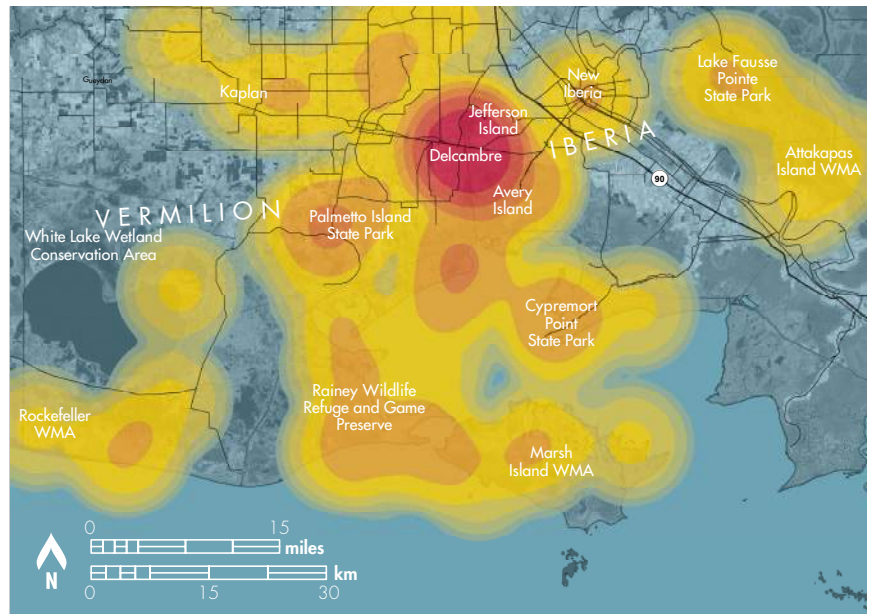 Gueydan
Kaplan
New
Iberia
Lake Fausse
Pointe
State Park
Jefferson
Island
Delcambre
IBERIA
Attakapas
Island WMA
90
Avery
Island
VERMILION
Palmetto Island
State Park
White Lake Wetland
Conservation Area
Cypremort
Point
State Park
Rainey Wildlife
Refuge and Game
Preserve
Rockefeller
WMA
Marsh
Island WMA
0 15
miles
km
0 15 30
N